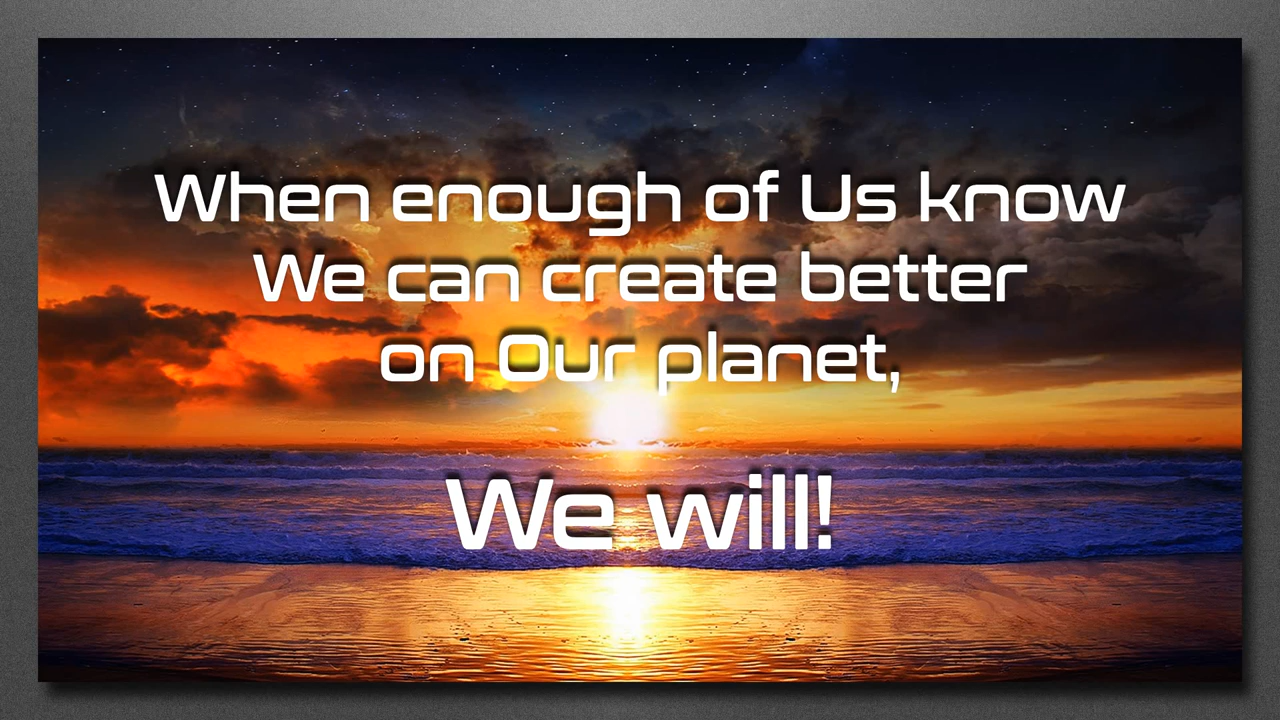 When enough of Us know
We can create better
on Our planet,
We will!